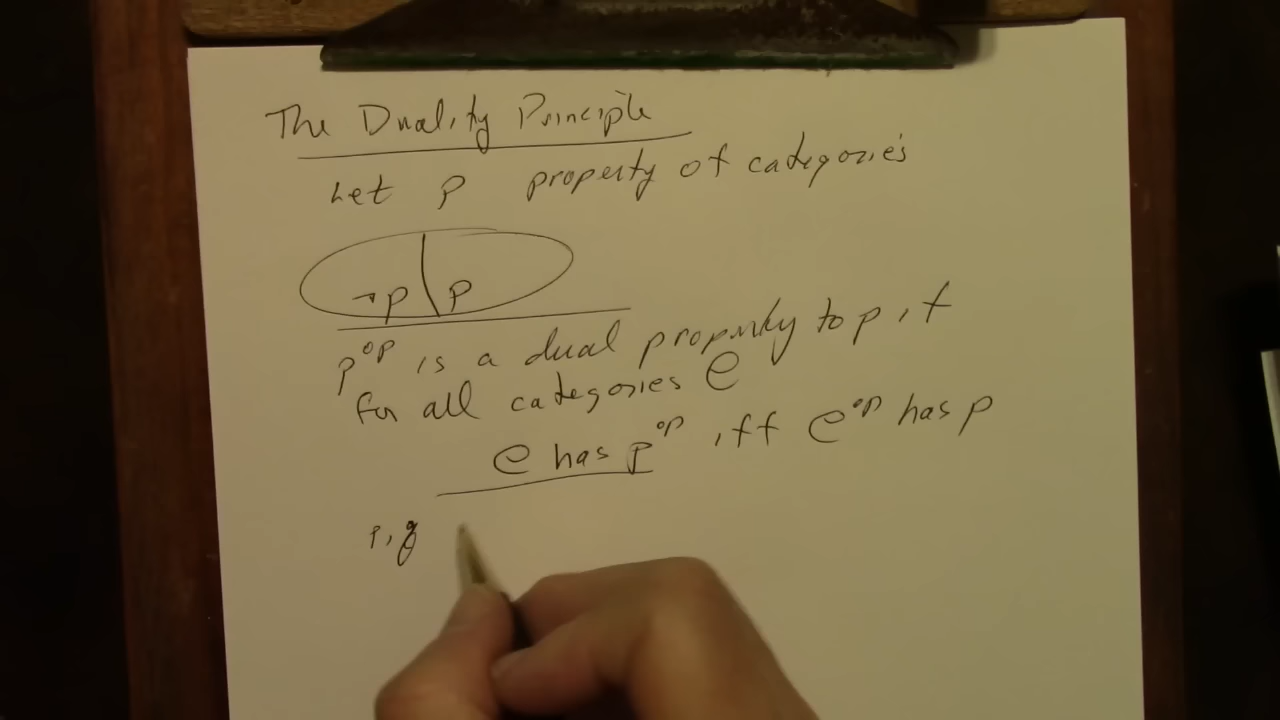 The Duality Principle
Let P property of categories
¬P P
P^op is a dual property to P if
for all categories C
C has P^op iff C^op has P
P, q